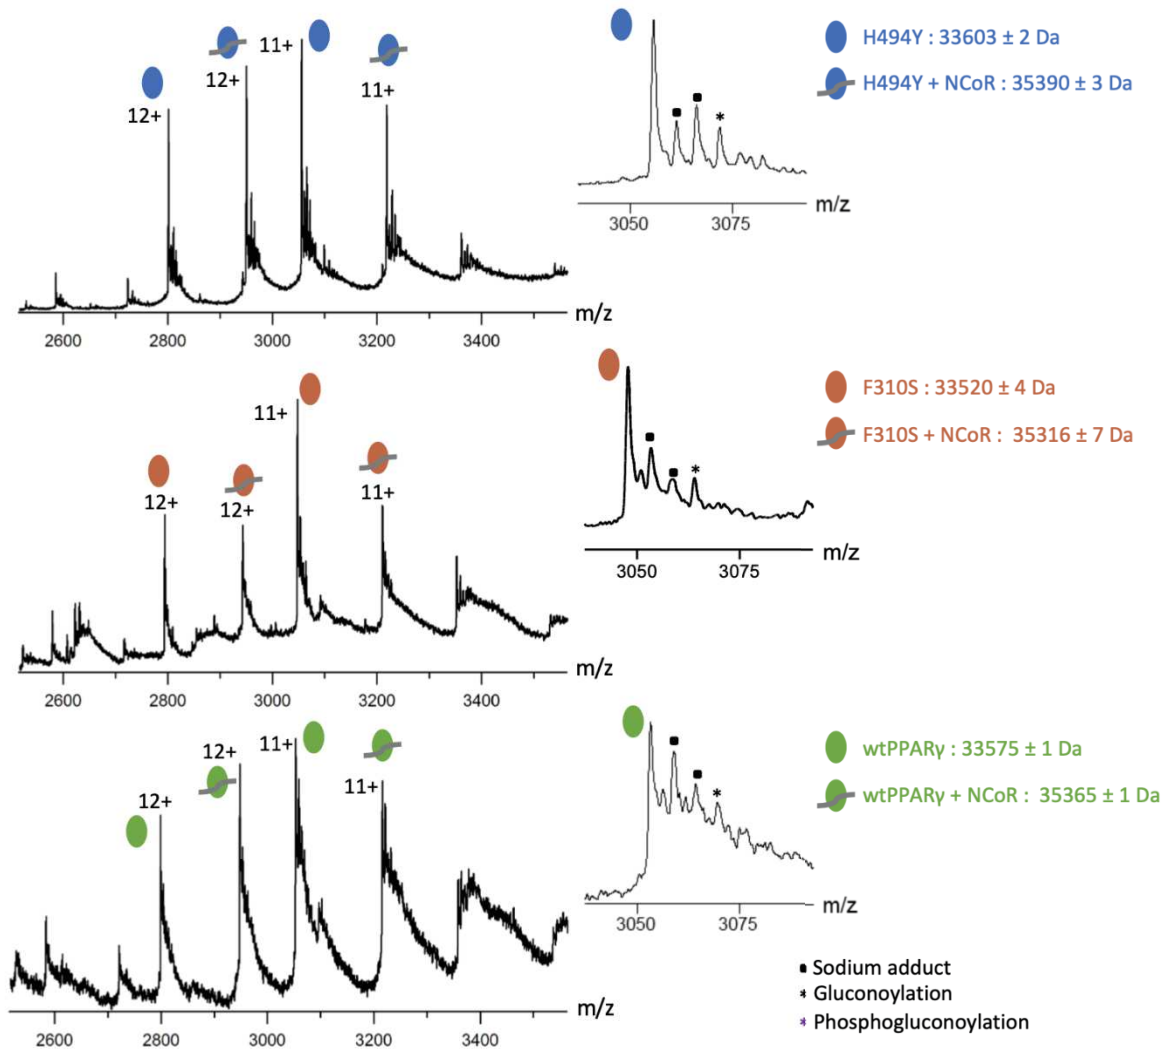 12+
12+
11+
11+
m/z
2600 2800 3000 3200 3400
■
■
*
m/z
3050 3075
H494Y : 33603 ± 2 Da
H494Y + NCoR : 35390 ± 3 Da
12+
12+
11+
11+
m/z
2600 2800 3000 3200 3400
■
■
*
m/z
3050 3075
F310S : 33520 ± 4 Da
F310S + NCoR : 35316 ± 7 Da
12+
12+
11+
11+
m/z
2600 2800 3000 3200 3400
■
■
*
m/z
3050 3075
wtPPARγ : 33575 ± 1 Da
wtPPARγ + NCoR : 35365 ± 1 Da
■ Sodium adduct
* Gluconoylation
* Phosphogluconoylation